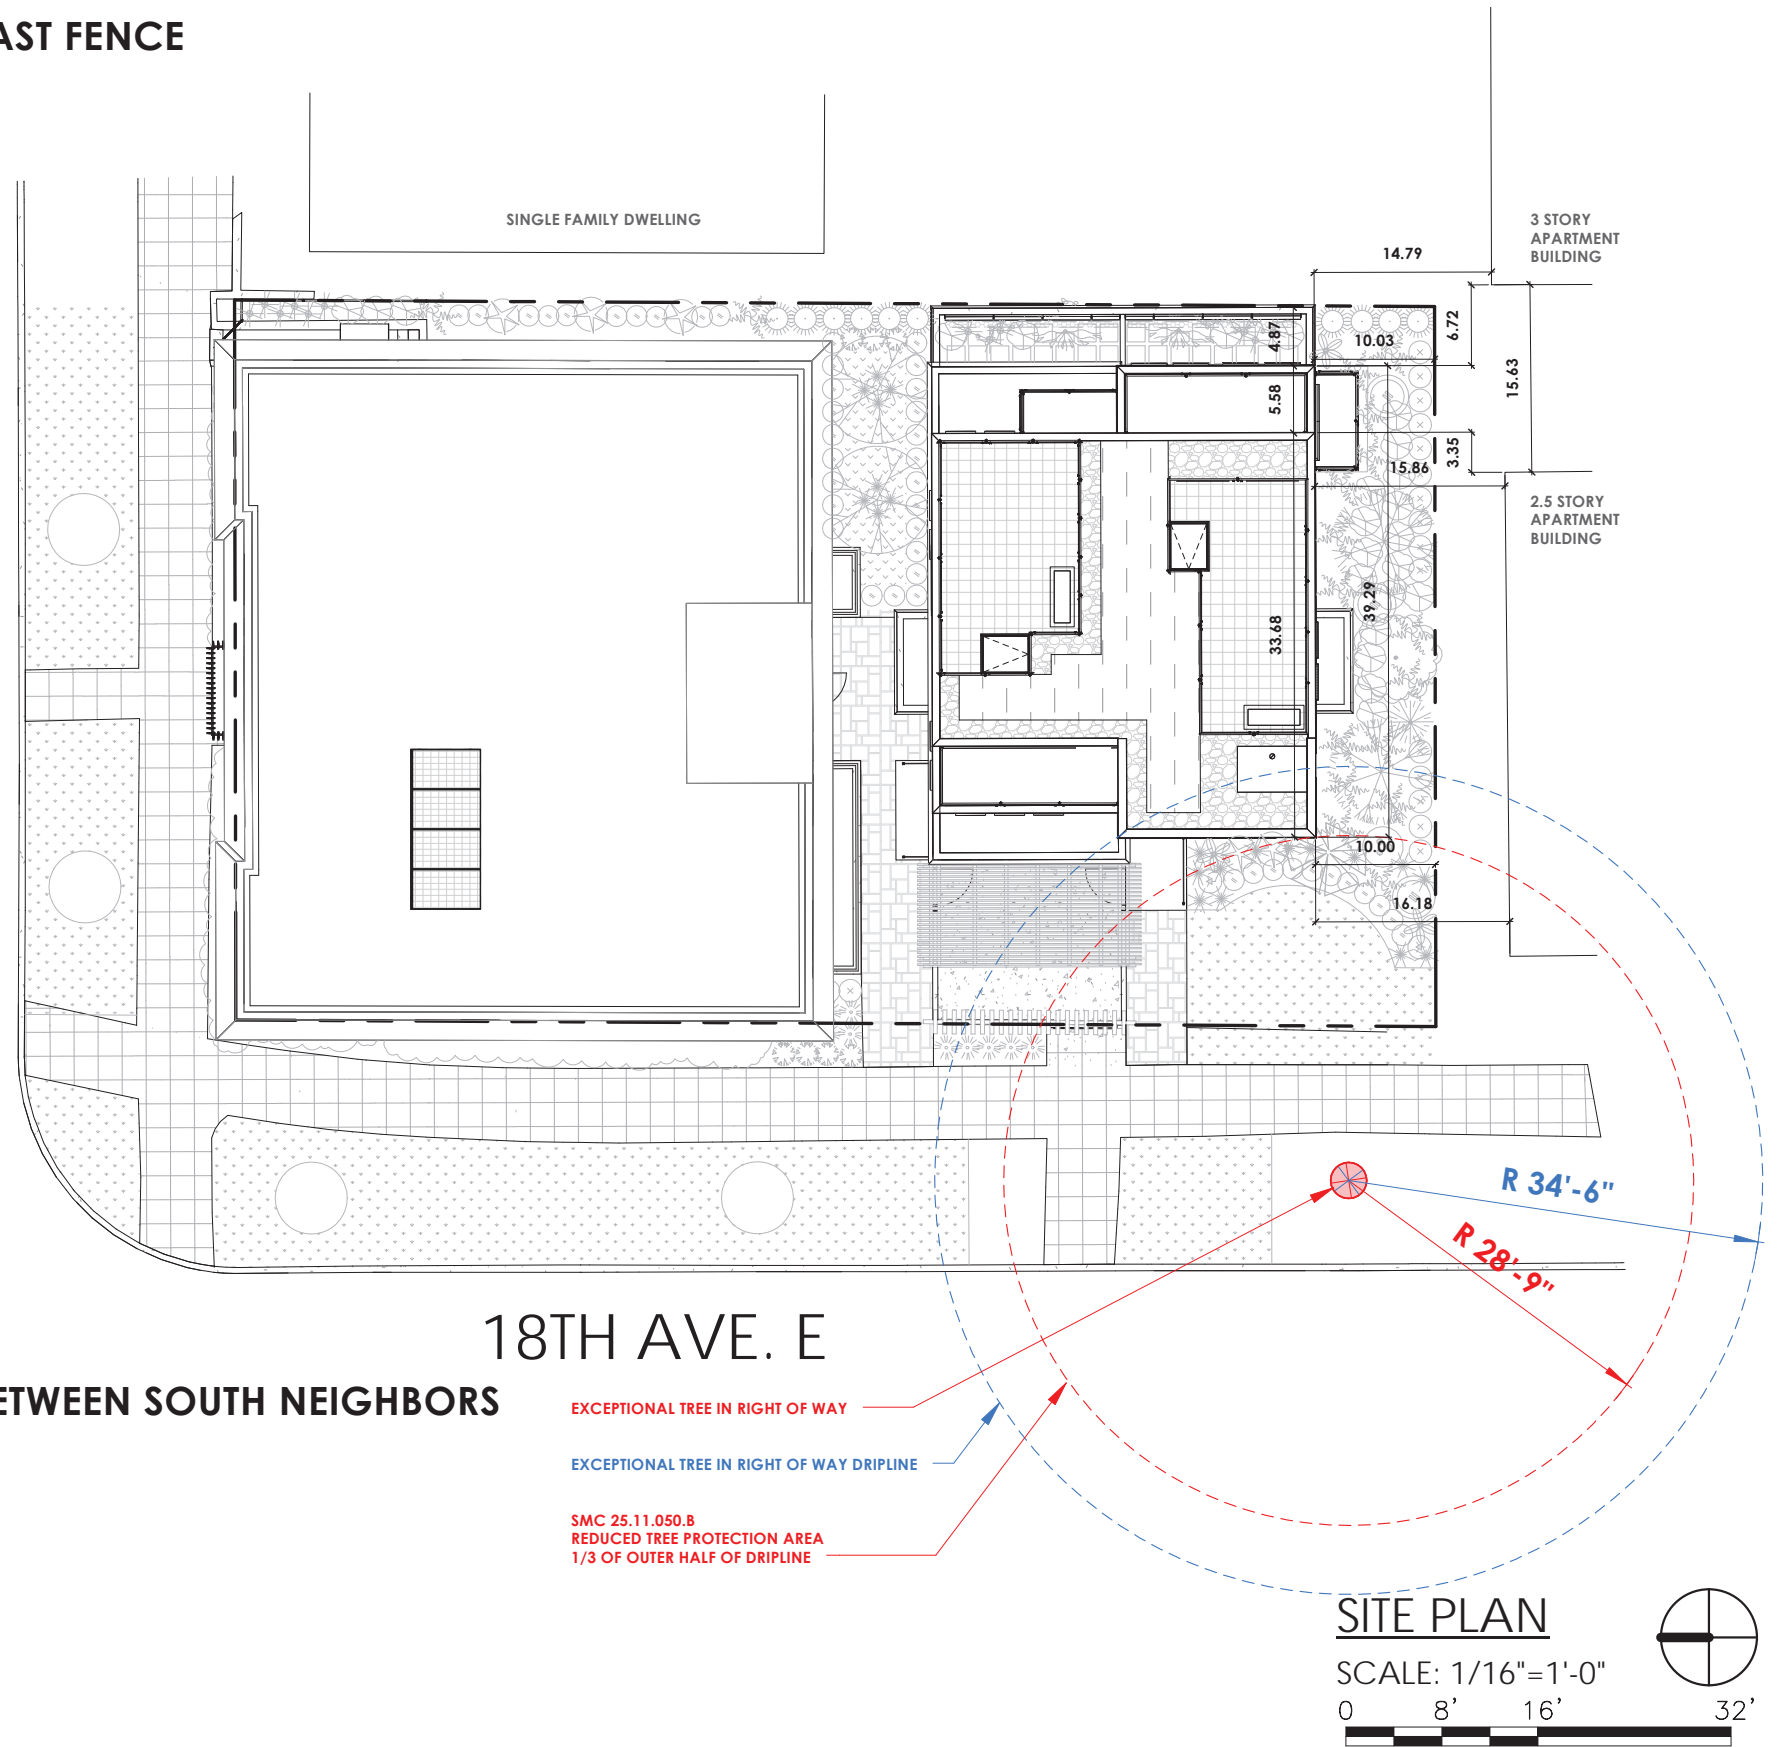 AST FENCE
SINGLE FAMILY DWELLING
3 STORY
APARTMENT
BUILDING
14.79
6.72
4.87
10.03
15.63
5.58
3.35
15.86
2.5 STORY
APARTMENT
BUILDING
39.29
33.68
10.00
16.18
R 34'-6"
R 28'-9"
18TH AVE. E
ETWEEN SOUTH NEIGHBORS
EXCEPTIONAL TREE IN RIGHT OF WAY
EXCEPTIONAL TREE IN RIGHT OF WAY DRIPLINE
SMC 25.11.050.B
REDUCED TREE PROTECTION AREA
1/3 OF OUTER HALF OF DRIPLINE
SITE PLAN
SCALE: 1/16"=1'-0"
0 8' 16' 32'